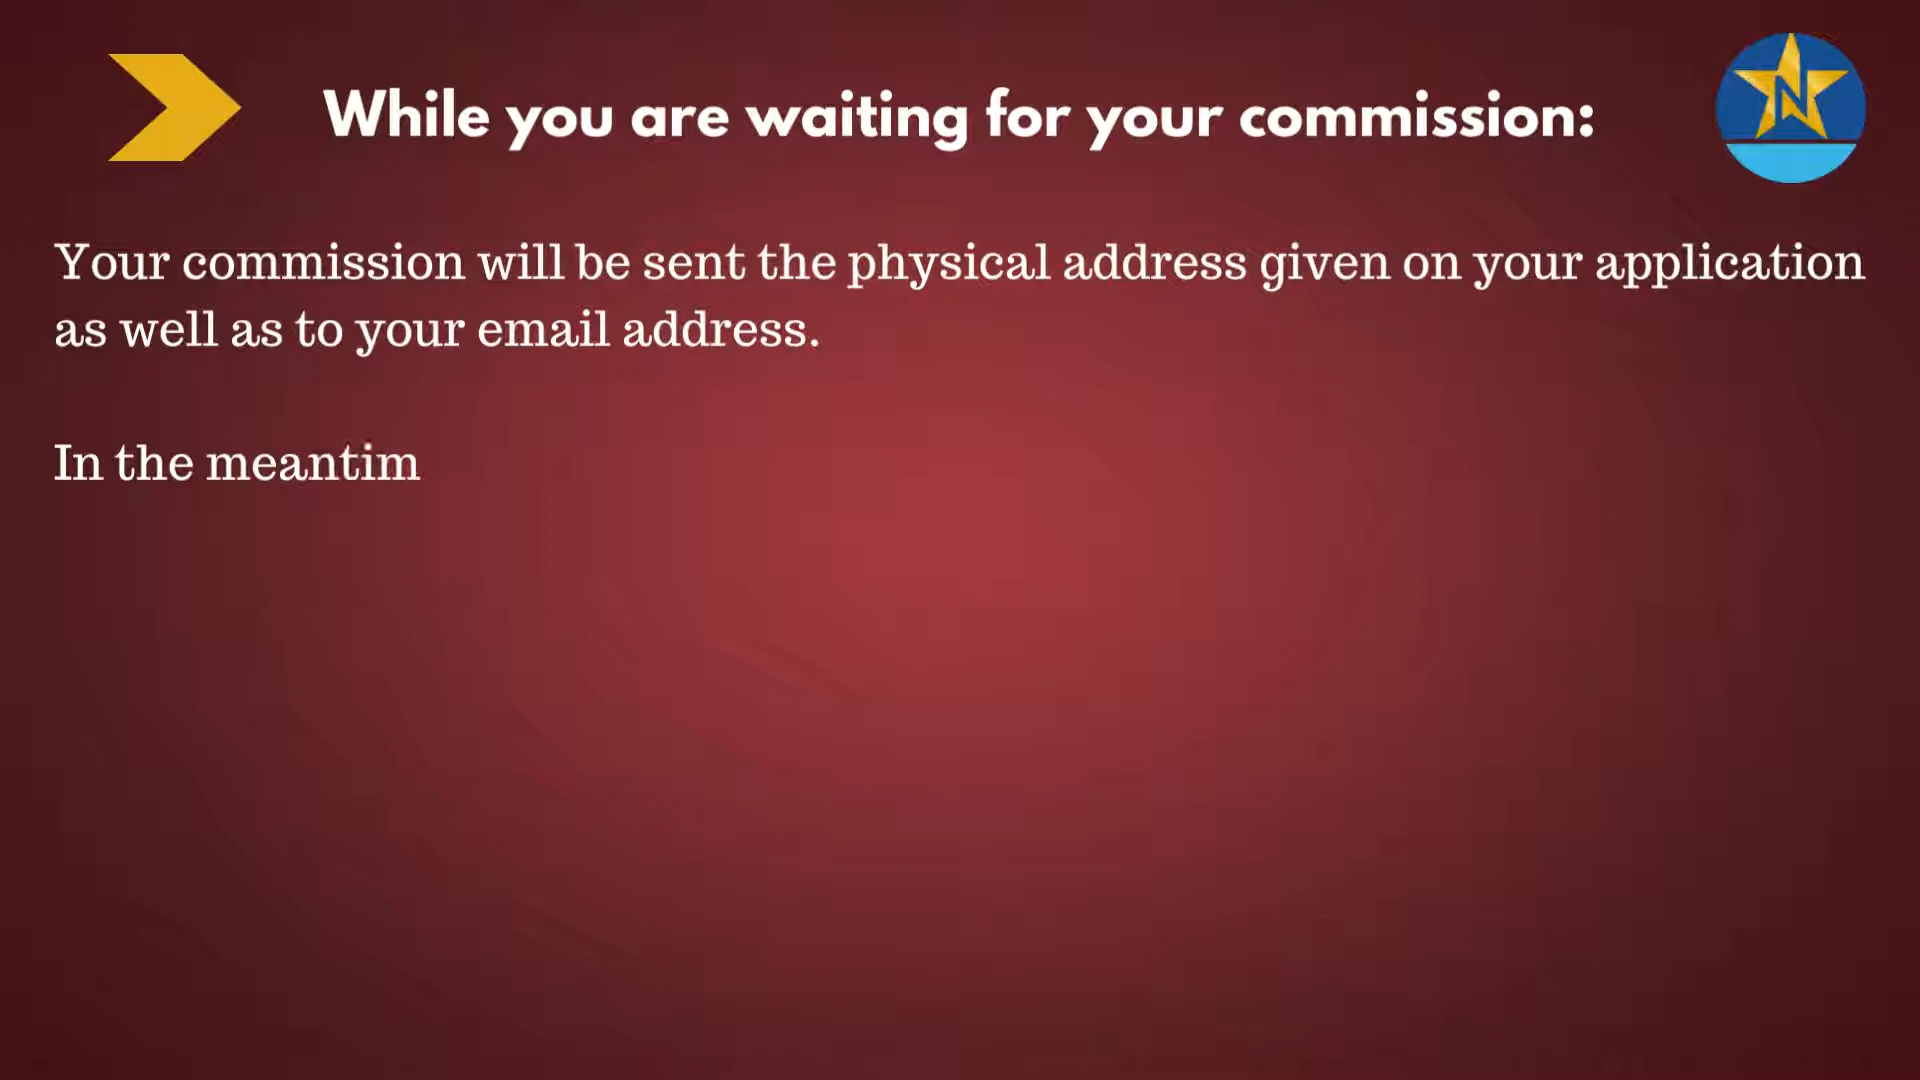 While you are waiting for your commission:
Your commission will be sent the physical address given on your application
as well as to your email address.
In the meantim